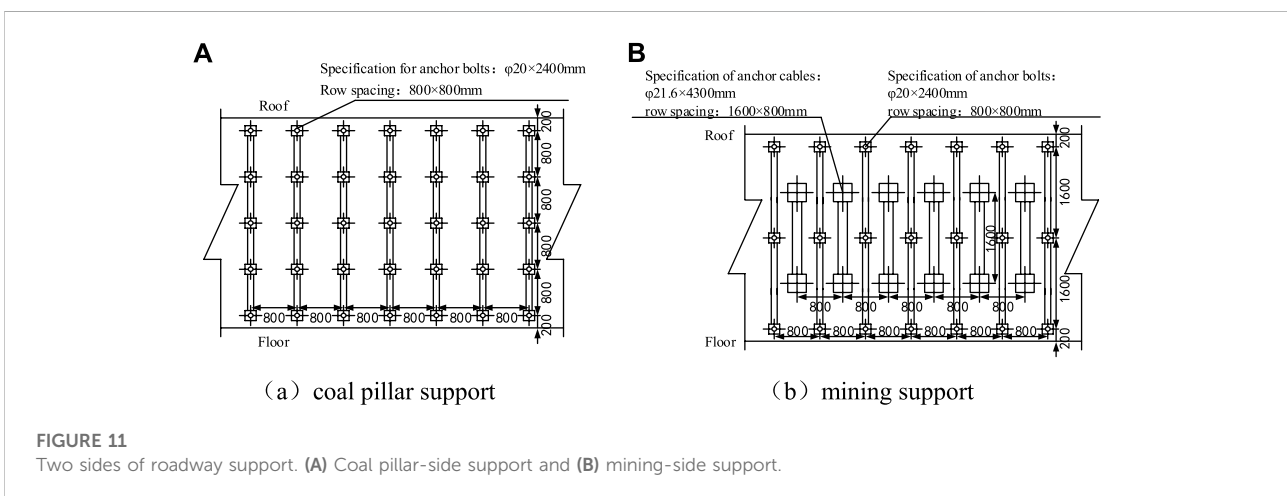 A
Specification for anchor bolts：φ20×2400mm
Row spacing：800×800mm
Roof
200
800
800
800
800
200
800 800 800 800 800 800
Floor
（a）coal pillar support
B
Specification of anchor cables：
φ21.6×4300mm
row spacing：1600×800mm
Specification of anchor bolts：
φ20×2400mm
row spacing：800×800mm
Roof
200
1600
1600
1600
200
800 800 800 800 800
800 800 800 800 800 800
Floor
（b）mining support
FIGURE 11
Two sides of roadway support. (A) Coal pillar-side support and (B) mining-side support.